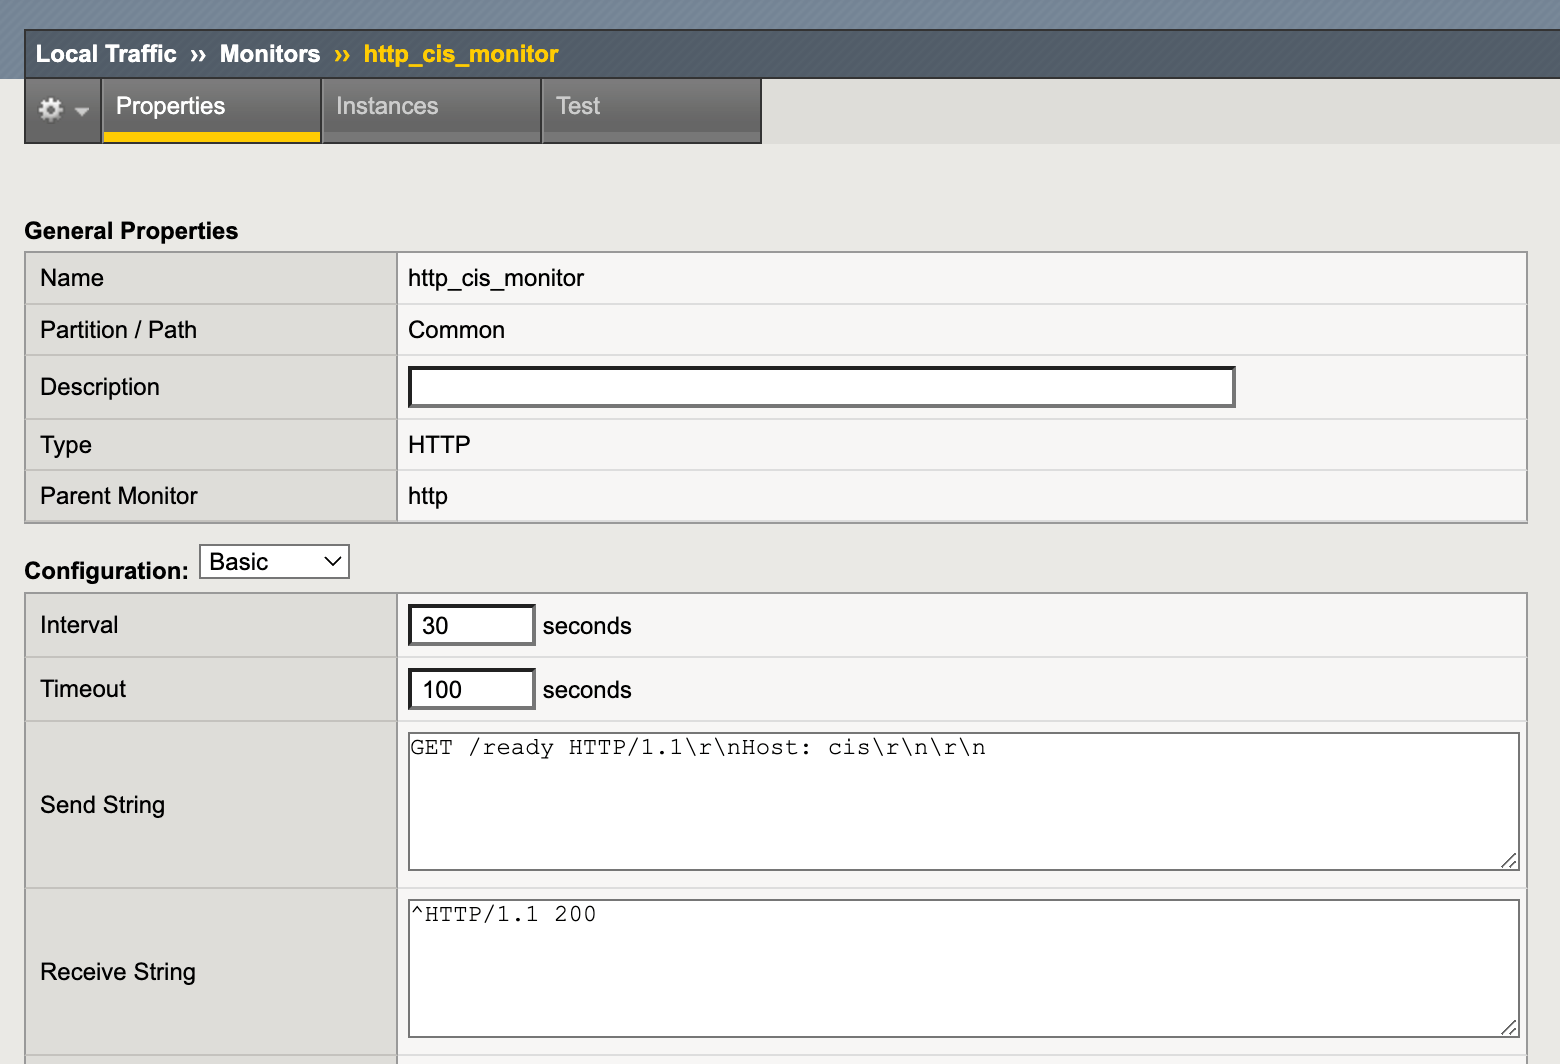 Local Traffic ›› Monitors ›› http_cis_monitor
Properties
Instances
Test
General Properties
Name http_cis_monitor
Partition / Path Common
Description
Type HTTP
Parent Monitor http
Configuration: Basic
Interval 30 seconds
Timeout 100 seconds
Send String GET /ready HTTP/1.1\r\nHost: cis\r\n\r\n
Receive String ^HTTP/1.1 200